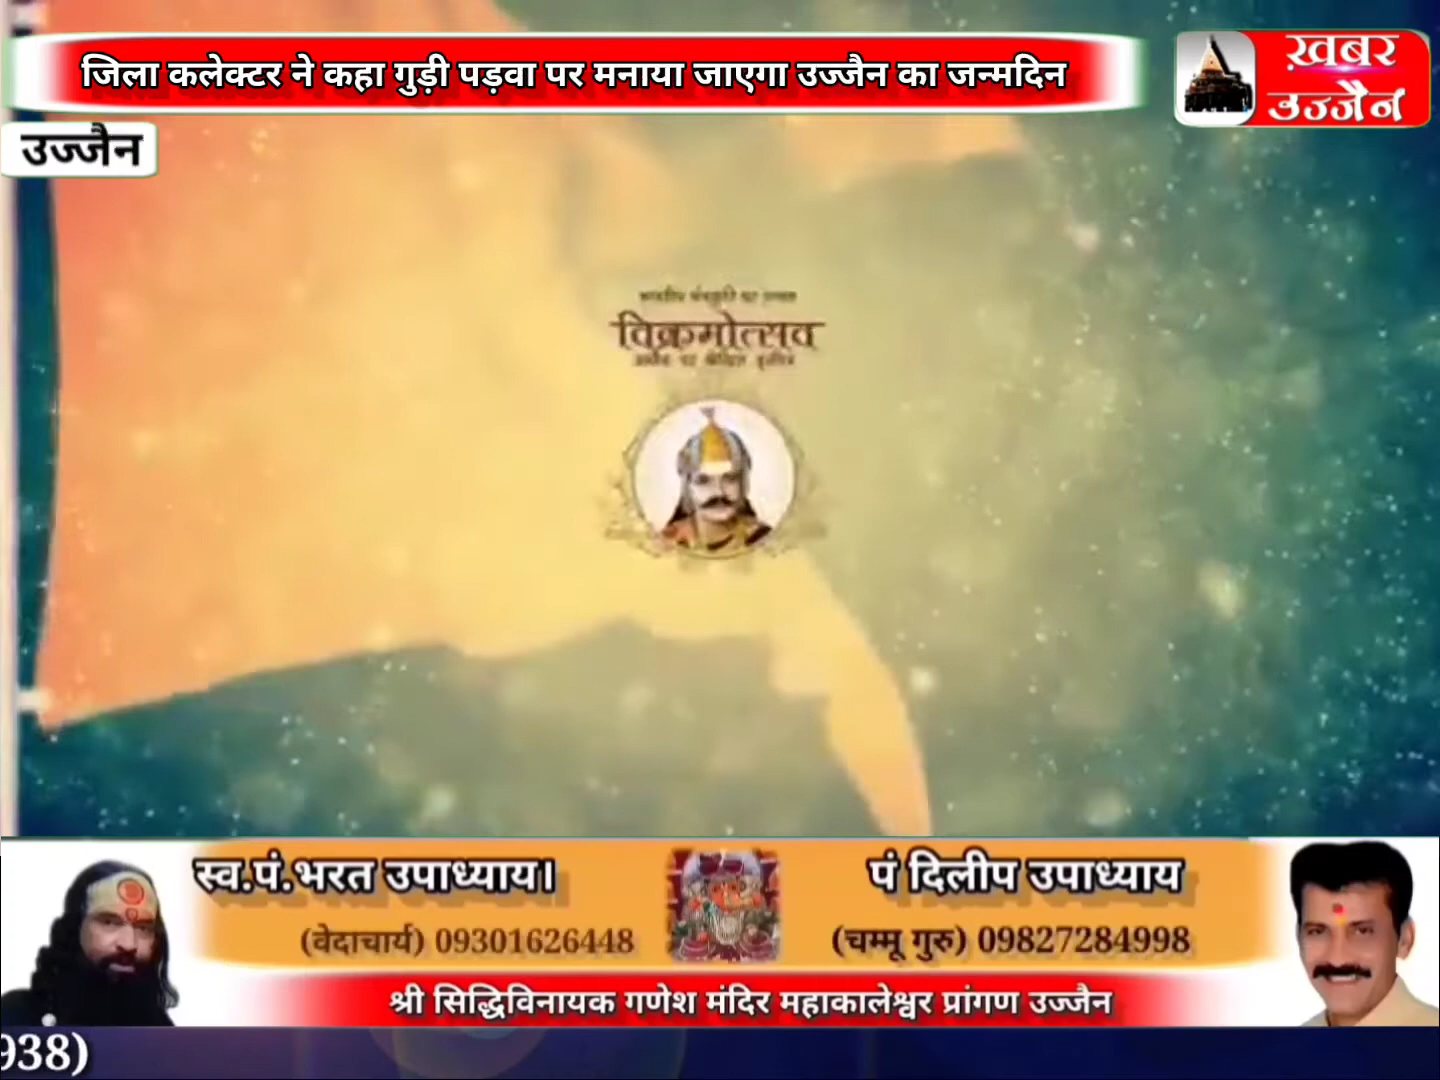 जिला कलेक्टर ने कहा गुड़ी पड़वा पर मनाया जाएगा उज्जैन का जन्मदिन
ख़बर
उज्जैन
उज्जैन
विक्रमोत्सव
स्व.पं.भरत उपाध्याय।
पं दिलीप उपाध्याय
(वेदाचार्य) 09301626448
(चम्मू गुरु) 09827284998
श्री सिद्धिविनायक गणेश मंदिर महाकालेश्वर प्रांगण उज्जैन
938)